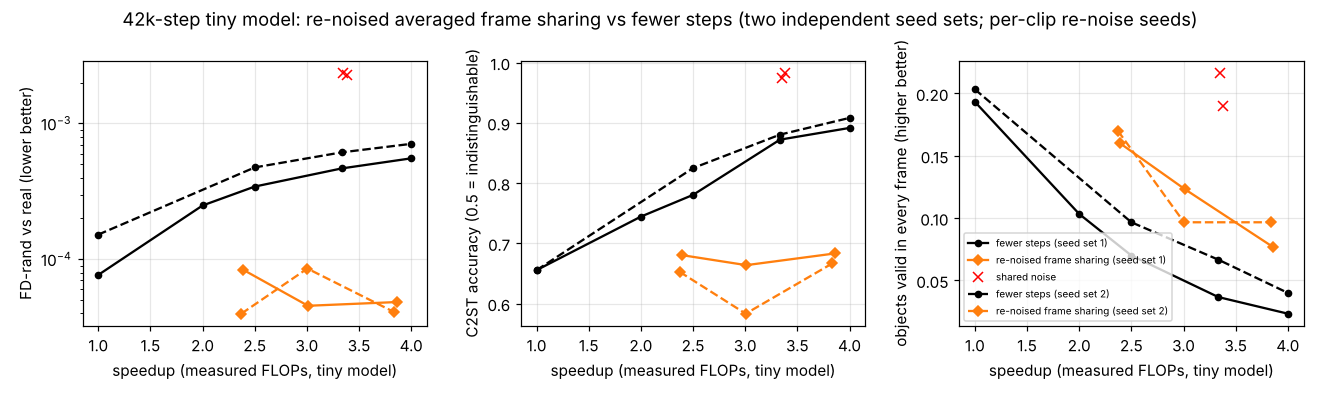 42k-step tiny model: re-noised averaged frame sharing vs fewer steps (two independent seed sets; per-clip re-noise seeds)
FD-rand vs real (lower better)
10⁻³
10⁻⁴
1.0 1.5 2.0 2.5 3.0 3.5 4.0
speedup (measured FLOPs, tiny model)
C2ST accuracy (0.5 = indistinguishable)
1.0
0.9
0.8
0.7
0.6
1.0 1.5 2.0 2.5 3.0 3.5 4.0
speedup (measured FLOPs, tiny model)
objects valid in every frame (higher better)
0.20
0.15
0.10
0.05
fewer steps (seed set 1)
re-noised frame sharing (seed set 1)
shared noise
fewer steps (seed set 2)
re-noised frame sharing (seed set 2)
1.0 1.5 2.0 2.5 3.0 3.5 4.0
speedup (measured FLOPs, tiny model)